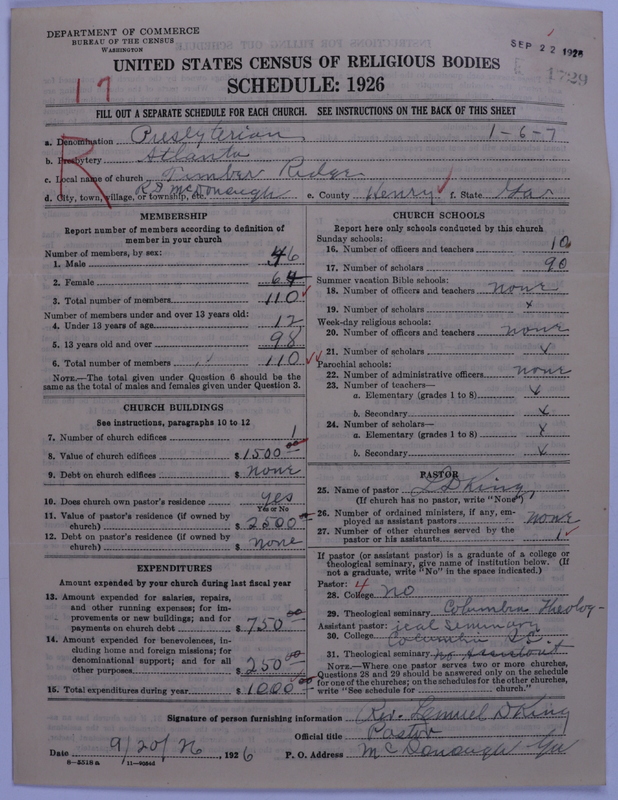 DEPARTMENT OF COMMERCE
BUREAU OF THE CENSUS
WASHINGTON
SEP 22 1926
1729
UNITED STATES CENSUS OF RELIGIOUS BODIES
SCHEDULE: 1926
17
FILL OUT A SEPARATE SCHEDULE FOR EACH CHURCH. SEE INSTRUCTIONS ON THE BACK OF THIS SHEET
R
a. Denomination Presbyterian 1-6-7
b. Presbytery Atlanta
c. Local name of church Timber Ridge
d. City, town, village, or township, etc. R.D. McDonough e. County Henry f. State Ga
MEMBERSHIP
Report number of members according to definition of
member in your church
Number of members, by sex:
1. Male 46
2. Female 64
3. Total number of members 110
Number of members under and over 13 years old:
4. Under 13 years of age 12
5. 13 years old and over 98
6. Total number of members 110
NOTE.—The total given under Question 6 should be the
same as the total of males and females given under Question 3.
CHURCH BUILDINGS
See instructions, paragraphs 10 to 12
7. Number of church edifices 1
8. Value of church edifices $ 1500.00
9. Debt on church edifices $ none
10. Does church own pastor's residence yes
Yes or No
11. Value of pastor's residence (if owned by
church) $ 2500.00
12. Debt on pastor's residence (if owned by
church) $ none
EXPENDITURES
Amount expended by your church during last fiscal year
13. Amount expended for salaries, repairs,
and other running expenses; for im-
provements or new buildings; and for
payments on church debt $ 750.00
14. Amount expended for benevolences, in-
cluding home and foreign missions; for
denominational support; and for all
other purposes $ 250.00
15. Total expenditures during year $ 1000.00
CHURCH SCHOOLS
Report here only schools conducted by this church
Sunday schools:
16. Number of officers and teachers 10
17. Number of scholars 90
Summer vacation Bible schools:
18. Number of officers and teachers none
19. Number of scholars x
Week-day religious schools:
20. Number of officers and teachers none
21. Number of scholars x
Parochial schools:
22. Number of administrative officers none
23. Number of teachers—
a. Elementary (grades 1 to 8) x
b. Secondary x
24. Number of scholars—
a. Elementary (grades 1 to 8) x
b. Secondary x
PASTOR
25. Name of pastor L D King
(If church has no pastor, write "None")
26. Number of ordained ministers, if any, em-
ployed as assistant pastors none
27. Number of other churches served by the
pastor or his assistants 1
If pastor (or assistant pastor) is a graduate of a college or
theological seminary, give name of institution below. (If
not a graduate, write "No" in the space indicated.)
Pastor: 4
28. College No
29. Theological seminary Columbia Theolog-
Assistant pastor: ical Seminary
30. College Columbia S.C.
31. Theological seminary no assistant
NOTE.—Where one pastor serves two or more churches,
Questions 28 and 29 should be answered only on the schedule
for one of the churches; on the schedules for the other churches,
write "See schedule for church."
Signature of person furnishing information Rev. Lemuel D King
Official title Pastor
Date 9/20/26, 1926 P. O. Address McDonough Ga
8-5518 a 11-90646